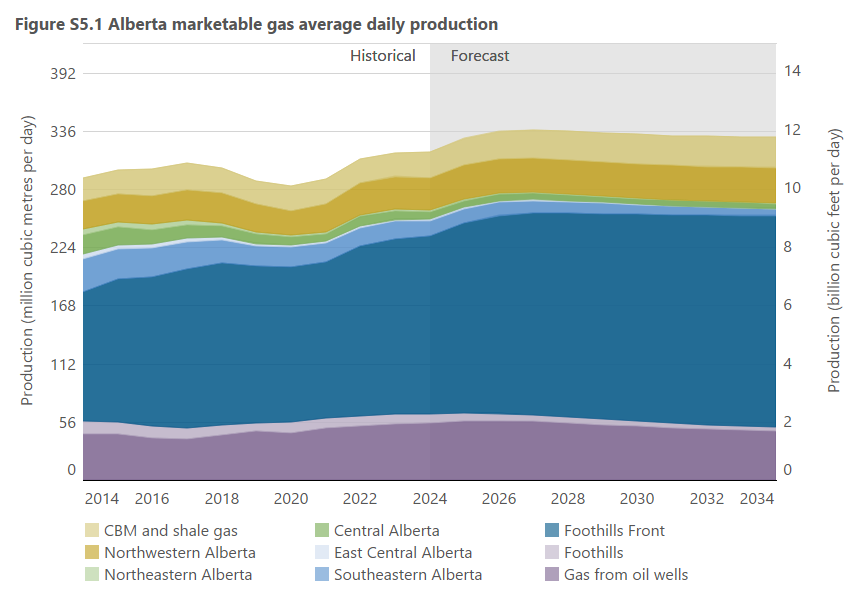 Figure S5.1 Alberta marketable gas average daily production
Historical Forecast
Production (million cubic metres per day)
392
336
280
224
168
112
56
0
14
12
10
8
6
4
2
0
Production (billion cubic feet per day)
2014 2016 2018 2020 2022 2024 2026 2028 2030 2032 2034
CBM and shale gas Central Alberta Foothills Front
Northwestern Alberta East Central Alberta Foothills
Northeastern Alberta Southeastern Alberta Gas from oil wells